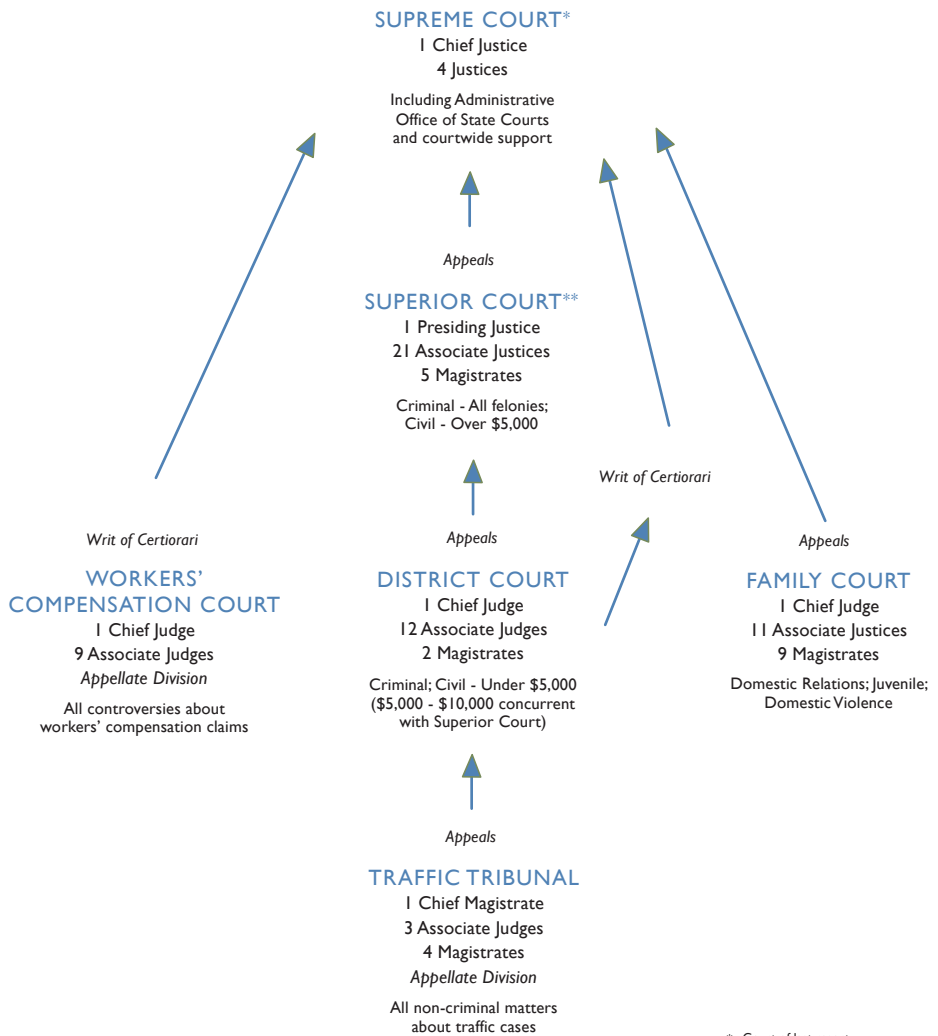 SUPREME COURT*
1 Chief Justice
4 Justices
Including Administrative
Office of State Courts
and courtwide support
Appeals
SUPERIOR COURT**
1 Presiding Justice
21 Associate Justices
5 Magistrates
Criminal - All felonies;
Civil - Over $5,000
Writ of Certiorari
Writ of Certiorari
WORKERS'
COMPENSATION COURT
1 Chief Judge
9 Associate Judges
Appellate Division
All controversies about
workers' compensation claims
Appeals
DISTRICT COURT
1 Chief Judge
12 Associate Judges
2 Magistrates
Criminal; Civil - Under $5,000
($5,000 - $10,000 concurrent
with Superior Court)
Appeals
FAMILY COURT
1 Chief Judge
11 Associate Justices
9 Magistrates
Domestic Relations; Juvenile;
Domestic Violence
Appeals
TRAFFIC TRIBUNAL
1 Chief Magistrate
3 Associate Judges
4 Magistrates
Appellate Division
All non-criminal matters
about traffic cases